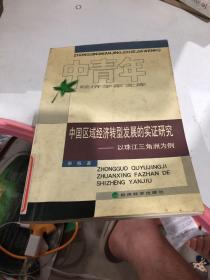 ZHONGQINGNIANJINGJIXUEJIAWENKU
中青年
经济学家文库
中国区域经济转型发展的实证研究
——以珠江三角洲为例
著
ZHONGGUO QUYUJINGJI
ZHUANXING FAZHAN DE
SHIZHENG YANJIU
经济科学出版社